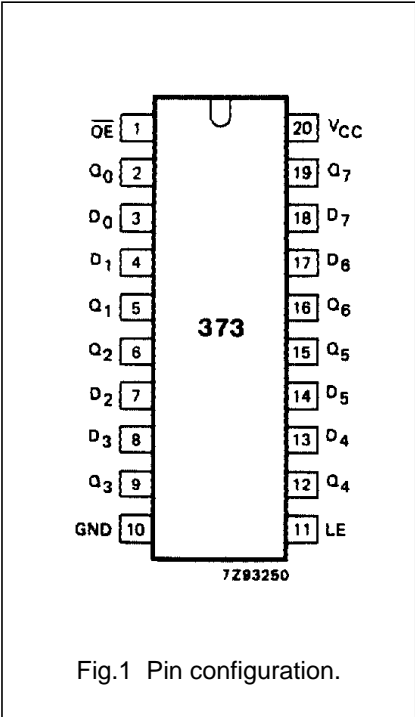 OE 1 20 VCC
Q0 2 19 Q7
D0 3 18 D7
D1 4 17 D6
Q1 5 16 Q6
373
Q2 6 15 Q5
D2 7 14 D5
D3 8 13 D4
Q3 9 12 Q4
GND 10 11 LE
7Z93250
Fig.1 Pin configuration.